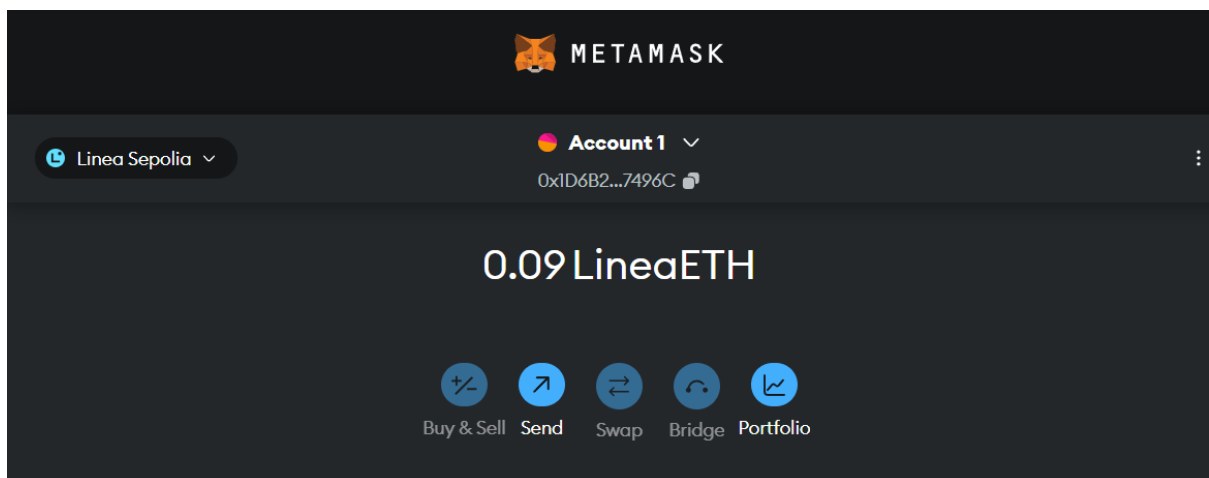 METAMASK
Linea Sepolia
Account 1
0x1D6B2...7496C
0.09 LineaETH
Buy & Sell Send Swap Bridge Portfolio